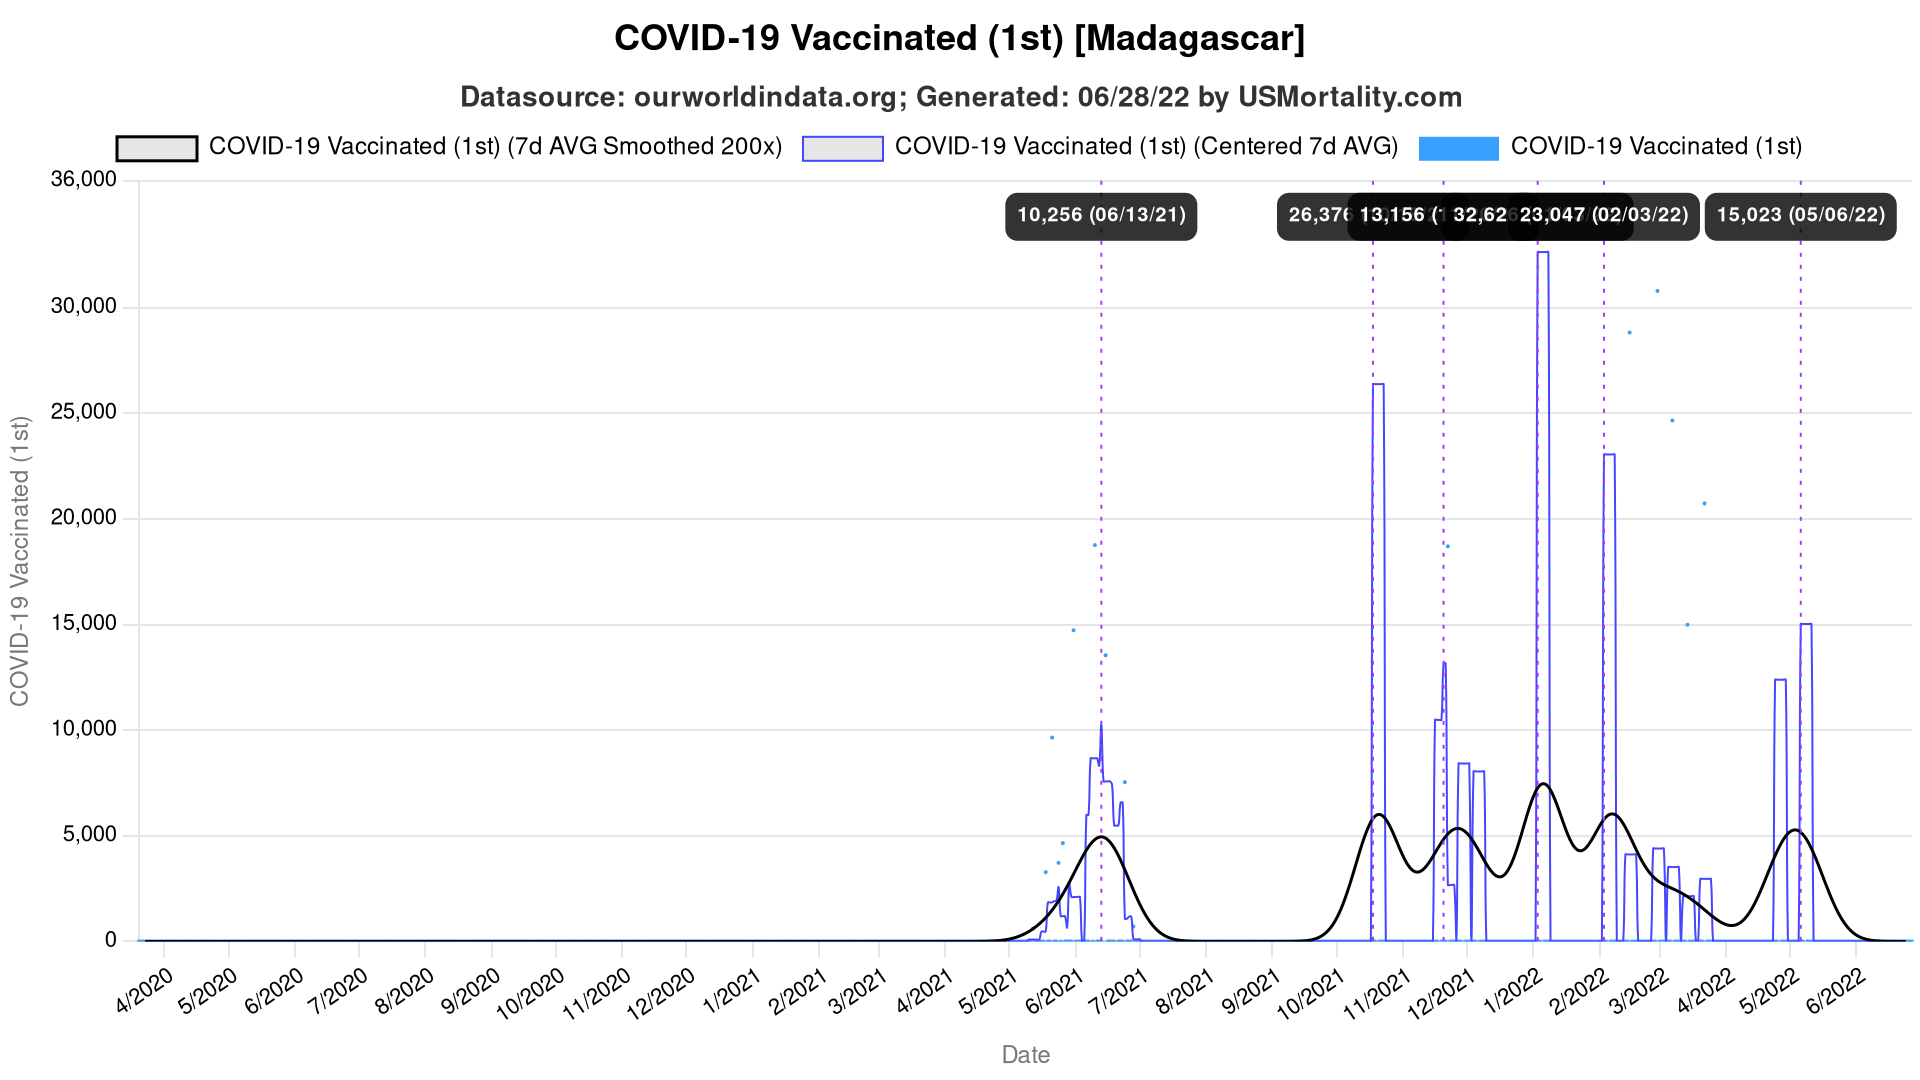 COVID-19 Vaccinated (1st) [Madagascar]
Datasource: ourworldindata.org; Generated: 06/28/22 by USMortality.com
COVID-19 Vaccinated (1st) (7d AVG Smoothed 200x) COVID-19 Vaccinated (1st) (Centered 7d AVG) COVID-19 Vaccinated (1st)
36,000
10,256 (06/13/21) 26,376 13,156 ( 32,62 23,047 (02/03/22) 15,023 (05/06/22)
30,000
25,000
20,000
15,000
10,000
5,000
0
COVID-19 Vaccinated (1st)
4/2020 5/2020 6/2020 7/2020 8/2020 9/2020 10/2020 11/2020 12/2020 1/2021 2/2021 3/2021 4/2021 5/2021 6/2021 7/2021 8/2021 9/2021 10/2021 11/2021 12/2021 1/2022 2/2022 3/2022 4/2022 5/2022 6/2022
Date